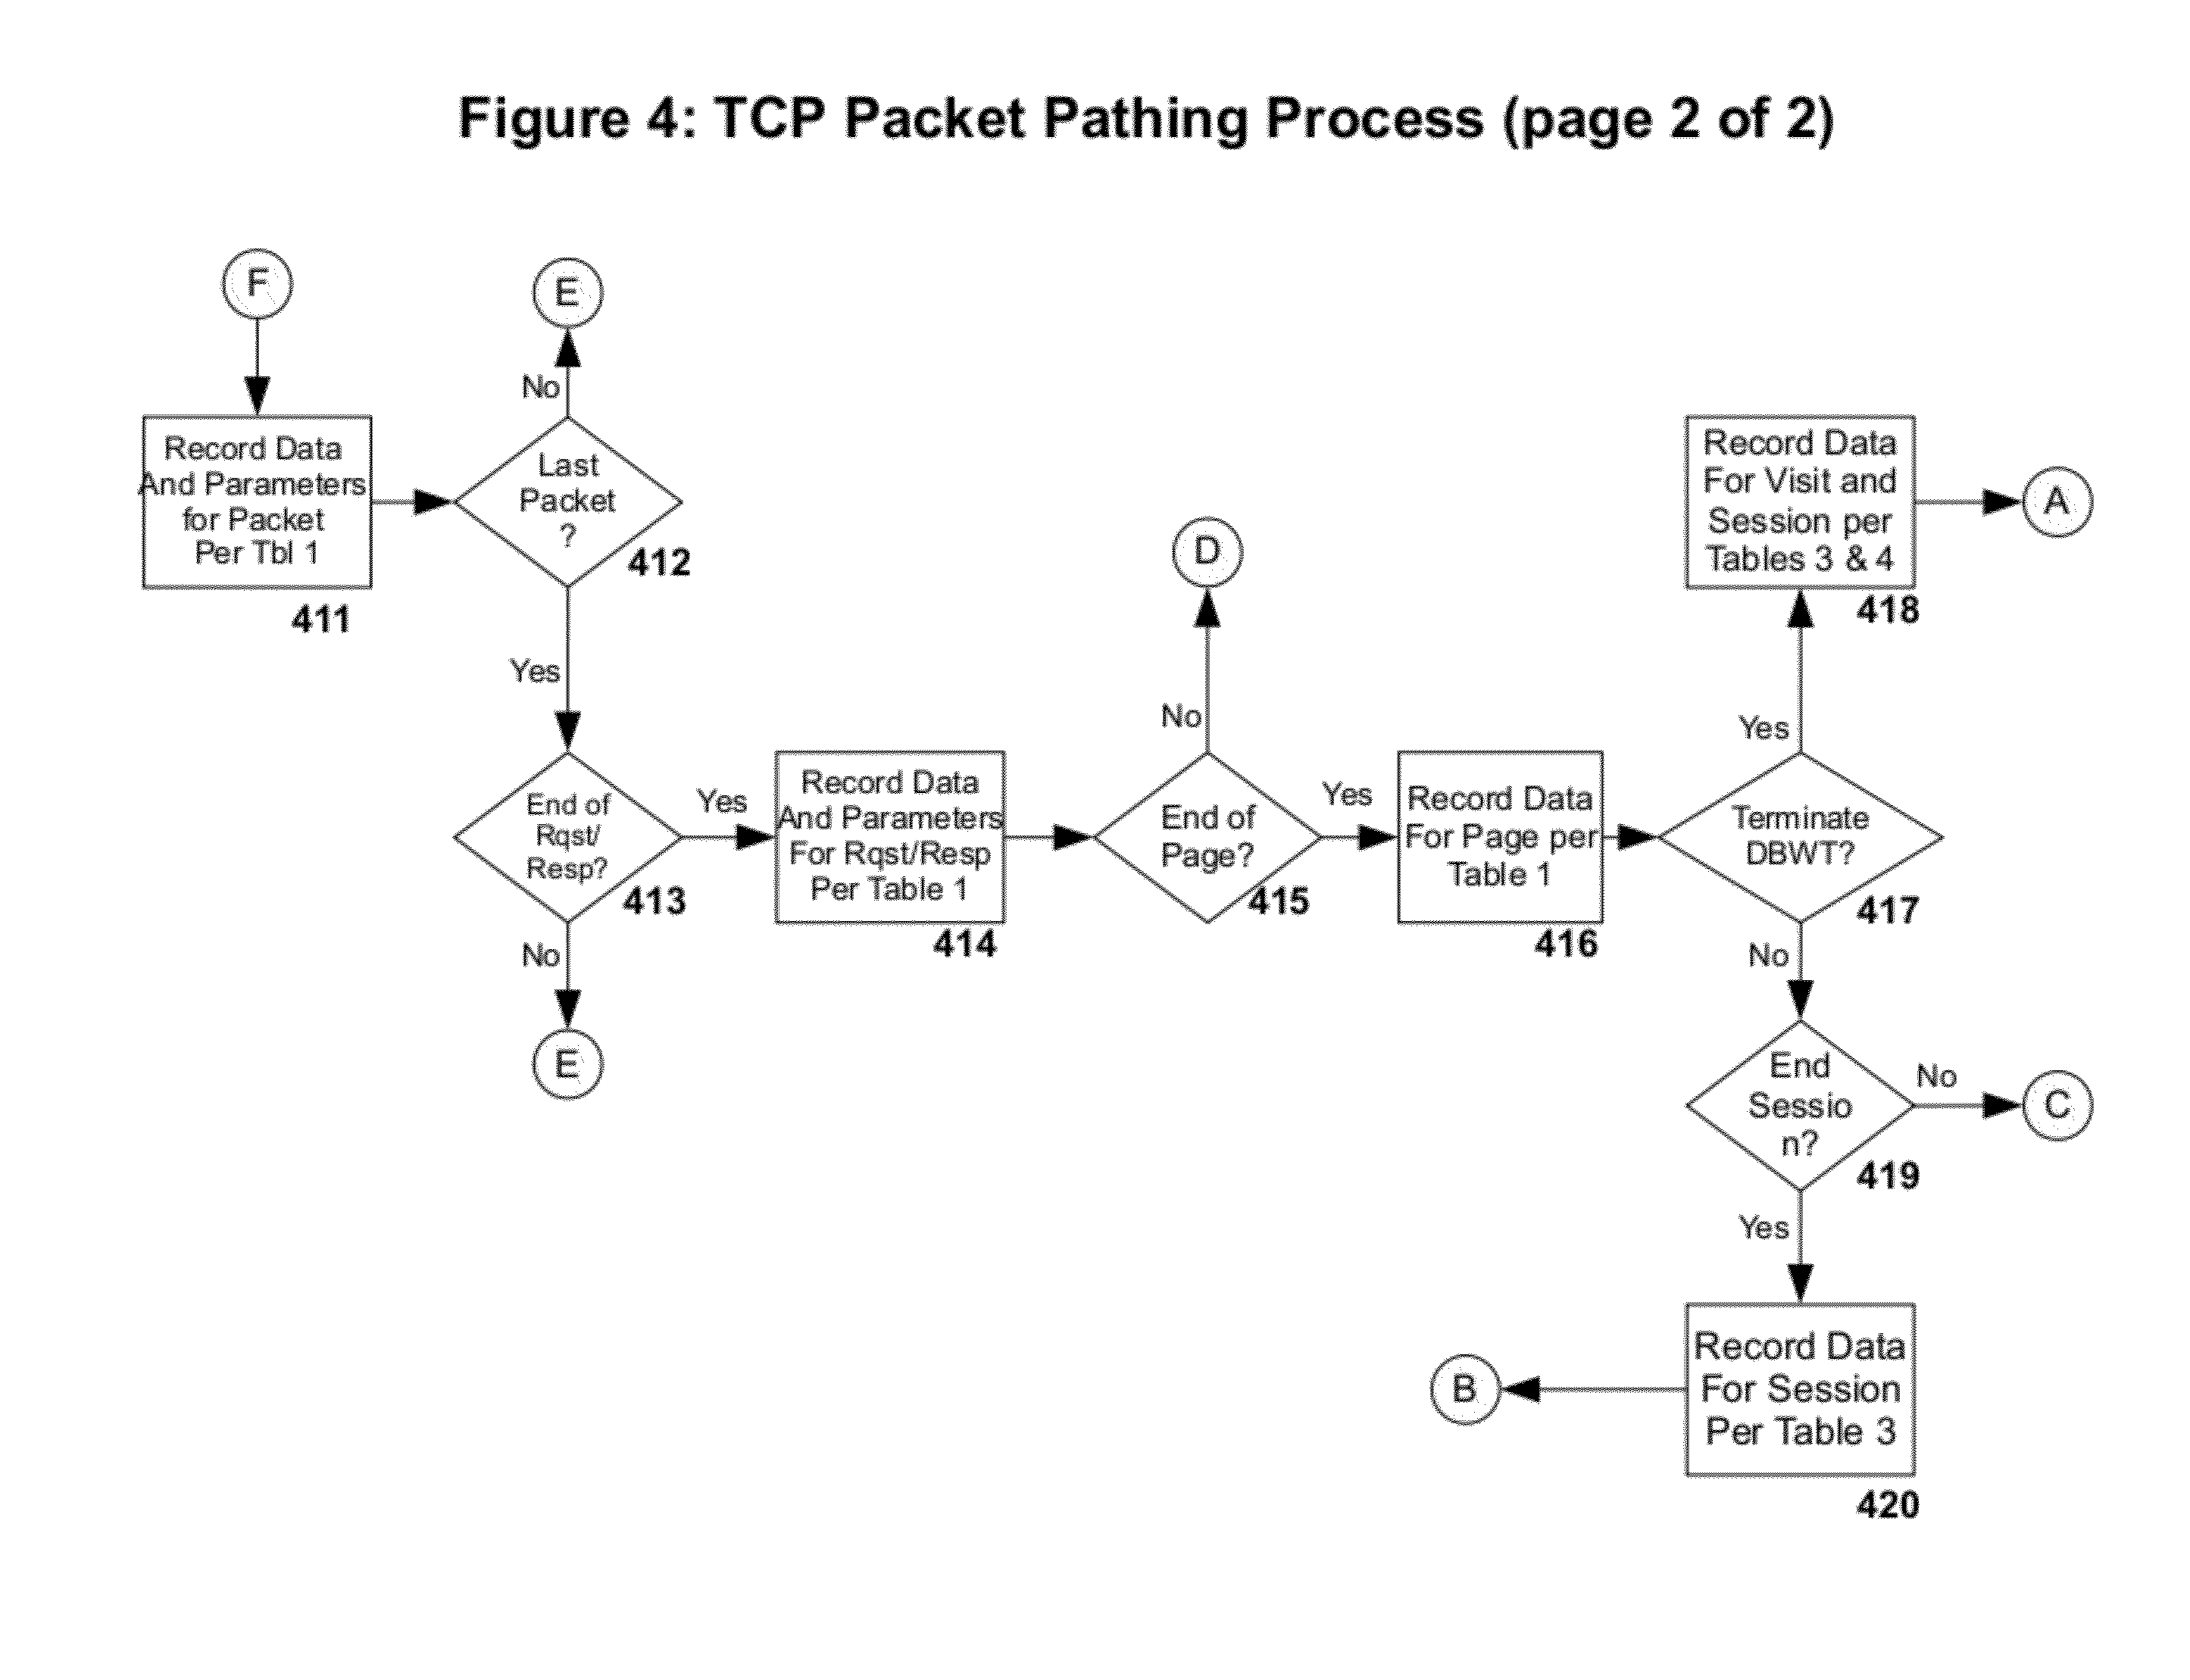 Figure 4: TCP Packet Pathing Process (page 2 of 2)
F
E
No
Record Data
And Parameters
for Packet
Per Tbl 1
411
Last
Packet
?
412
Yes
End of
Rqst/
Resp?
413
No
E
Yes
Record Data
And Parameters
For Rqst/Resp
Per Table 1
414
D
No
End of
Page?
415
Yes
Record Data
For Page per
Table 1
416
Record Data
For Visit and
Session per
Tables 3 & 4
418
A
Yes
Terminate
DBWT?
417
No
End
Sessio
n?
419
No
C
Yes
Record Data
For Session
Per Table 3
420
B